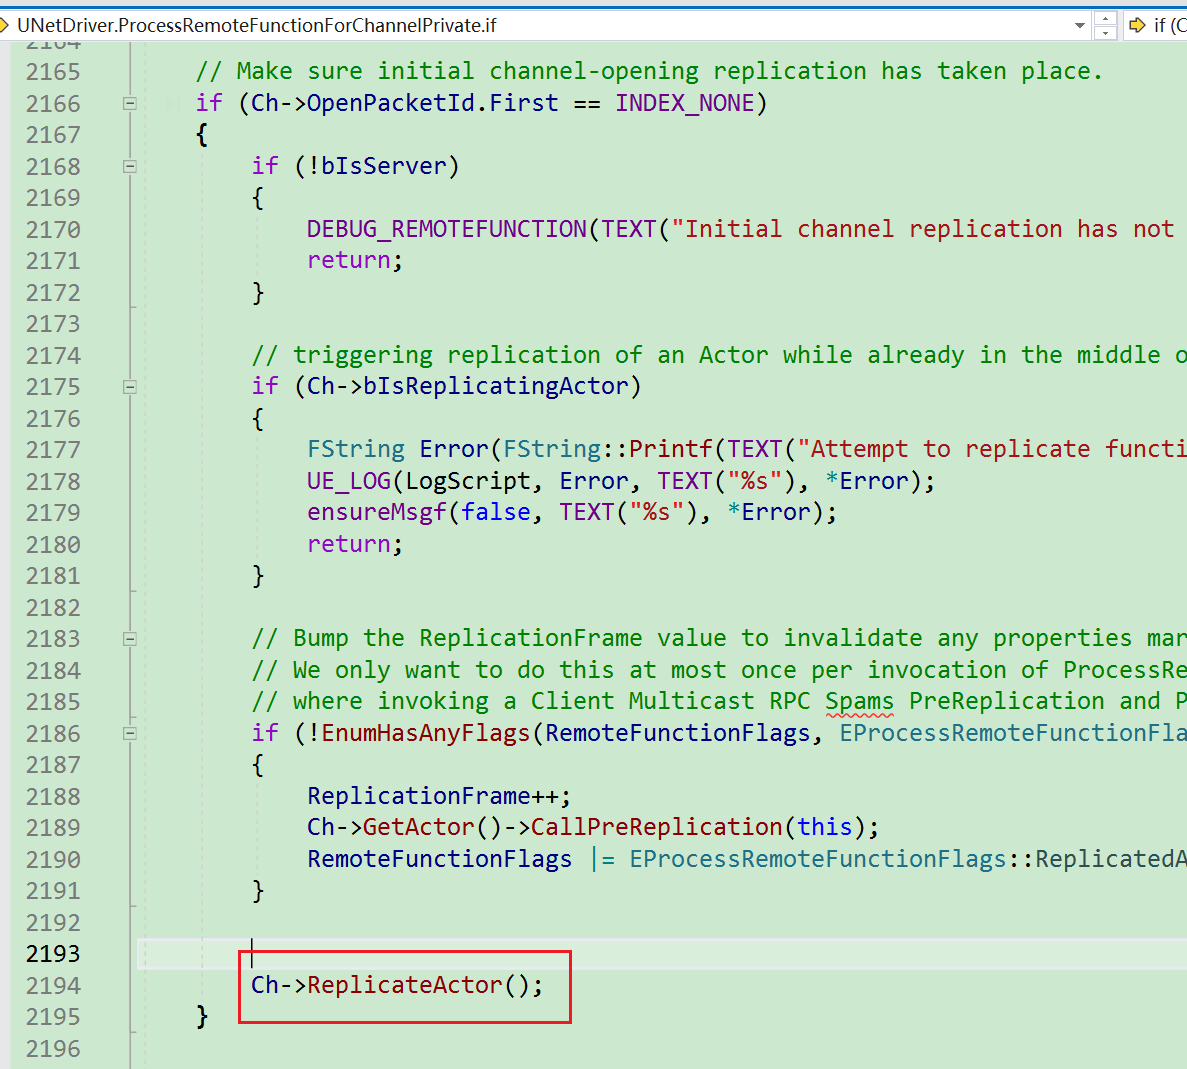 UNetDriver.ProcessRemoteFunctionForChannelPrivate.if if (C
2164
2165 // Make sure initial channel-opening replication has taken place.
2166 if (Ch->OpenPacketId.First == INDEX_NONE)
2167 {
2168 if (!bIsServer)
2169 {
2170 DEBUG_REMOTEFUNCTION(TEXT("Initial channel replication has not
2171 return;
2172 }
2173
2174 // triggering replication of an Actor while already in the middle o
2175 if (Ch->bIsReplicatingActor)
2176 {
2177 FString Error(FString::Printf(TEXT("Attempt to replicate functi
2178 UE_LOG(LogScript, Error, TEXT("%s"), *Error);
2179 ensureMsgf(false, TEXT("%s"), *Error);
2180 return;
2181 }
2182
2183 // Bump the ReplicationFrame value to invalidate any properties mar
2184 // We only want to do this at most once per invocation of ProcessRe
2185 // where invoking a Client Multicast RPC Spams PreReplication and P
2186 if (!EnumHasAnyFlags(RemoteFunctionFlags, EProcessRemoteFunctionFla
2187 {
2188 ReplicationFrame++;
2189 Ch->GetActor()->CallPreReplication(this);
2190 RemoteFunctionFlags |= EProcessRemoteFunctionFlags::ReplicatedA
2191 }
2192
2193
2194 Ch->ReplicateActor();
2195 }
2196